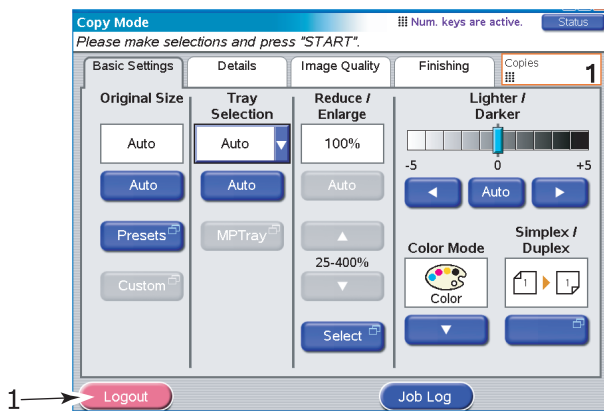 Copy Mode
Num. keys are active.
Status
Please make selections and press "START".
Basic Settings
Details
Image Quality
Finishing
Copies
1
Original Size
Tray
Selection
Reduce /
Enlarge
Lighter /
Darker
Auto
Auto
100%
-5
0
+5
Auto
Auto
Auto
Auto
Presets
MPTray
25-400%
Color Mode
Simplex /
Duplex
Custom
Color
1
1
Select
1
Logout
Job Log